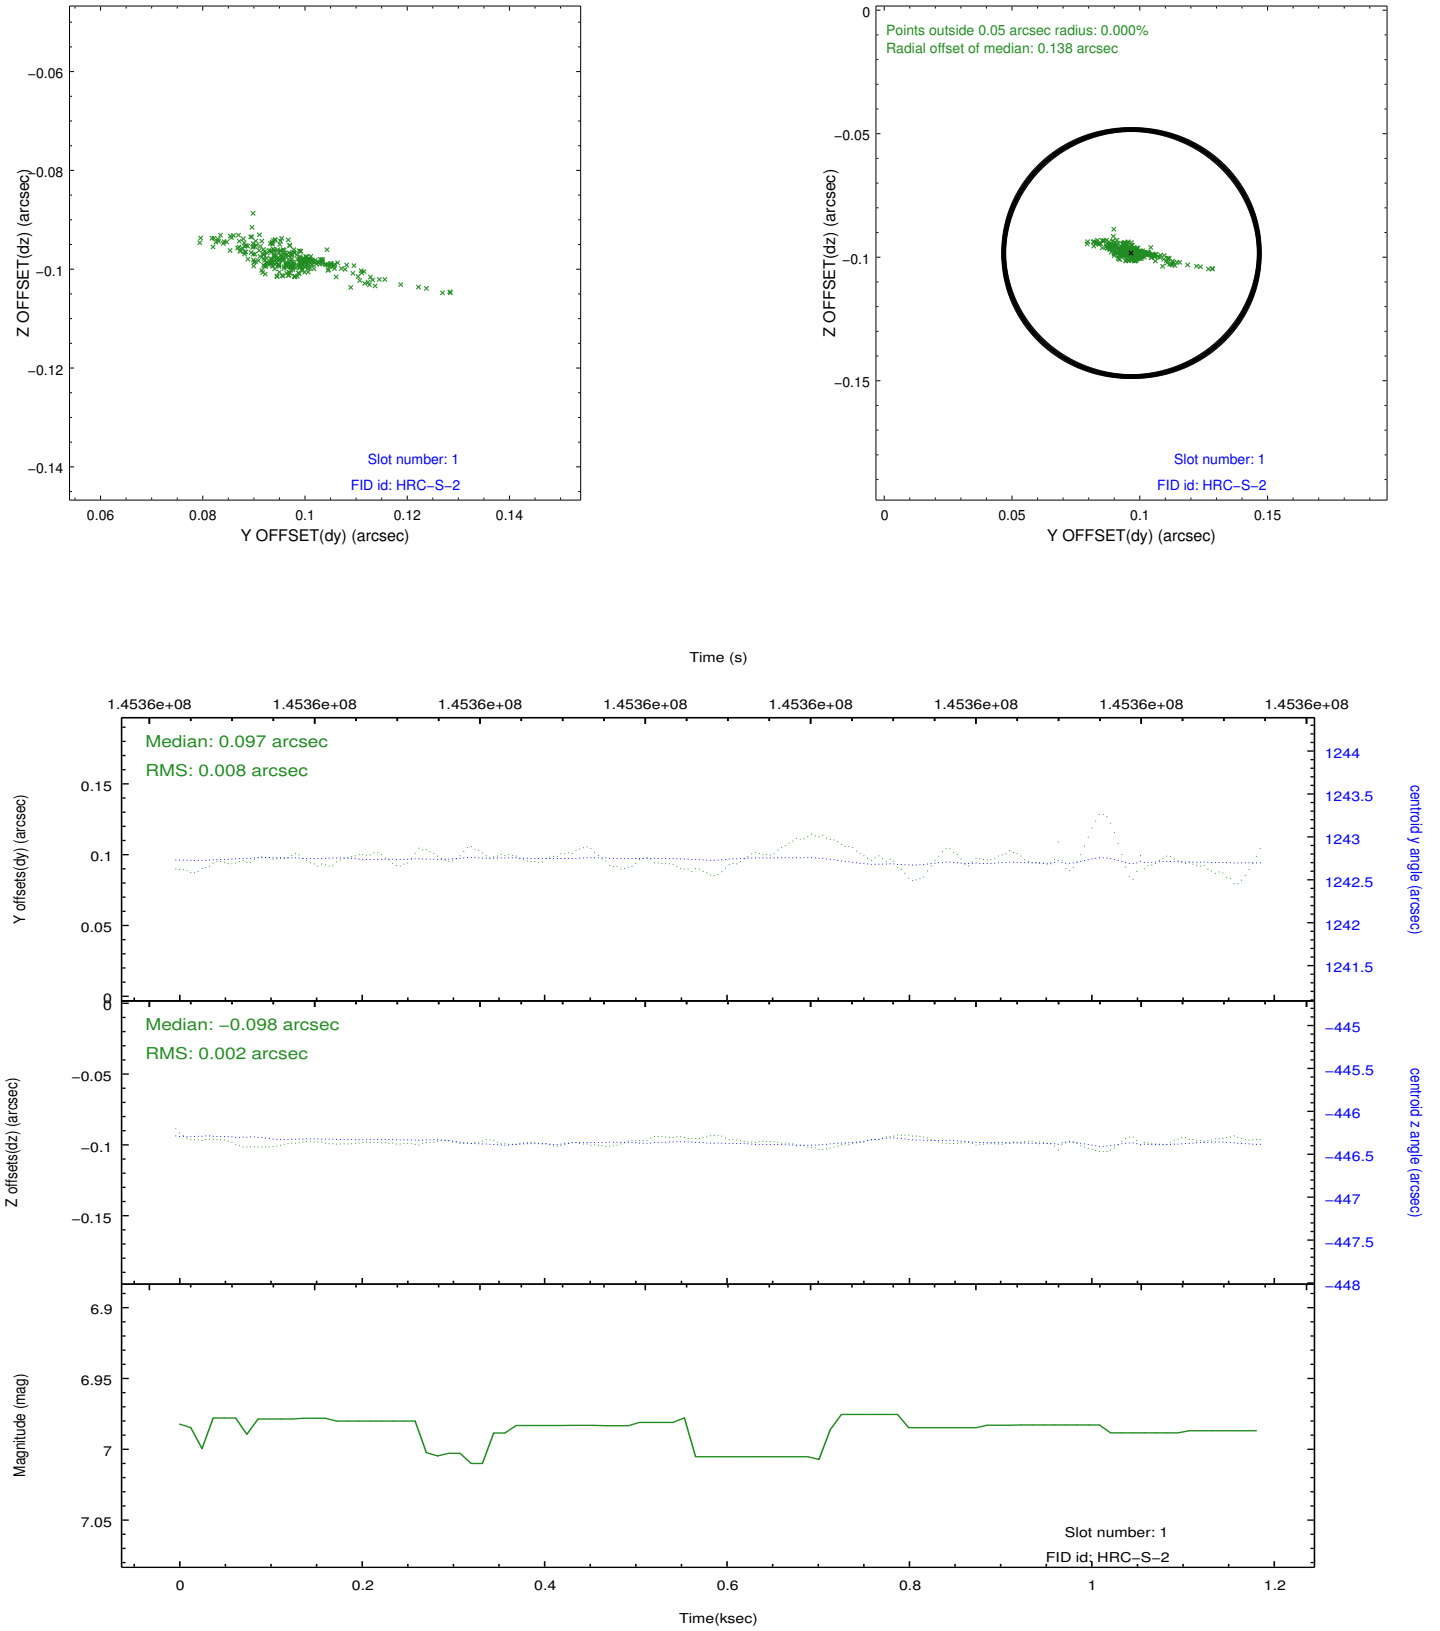 −0.06
−0.08
−0.1
−0.12
−0.14
Z OFFSET(dz) (arcsec)
Slot number: 1
FID id: HRC−S−2
0.06
0.08
0.1
0.12
0.14
Y OFFSET(dy) (arcsec)
Points outside 0.05 arcsec radius: 0.000%
Radial offset of median: 0.138 arcsec
0
−0.05
−0.1
−0.15
Z OFFSET(dz) (arcsec)
Slot number: 1
FID id: HRC−S−2
0
0.05
0.1
0.15
Y OFFSET(dy) (arcsec)
Time (s)
1.4536e+08
1.4536e+08
1.4536e+08
1.4536e+08
1.4536e+08
1.4536e+08
1.4536e+08
1.4536e+08
Median: 0.097 arcsec
RMS: 0.008 arcsec
0.15
0.1
0.05
0
Y offsets(dy) (arcsec)
1244
1243.5
1243
1242.5
1242
1241.5
centroid y angle (arcsec)
Median: −0.098 arcsec
RMS: 0.002 arcsec
0
−0.05
−0.1
−0.15
Z offsets(dz) (arcsec)
−445
−445.5
−446
−446.5
−447
−447.5
−448
centroid z angle (arcsec)
6.9
6.95
7
7.05
Magnitude (mag)
Slot number: 1
FID id: HRC−S−2
0
0.2
0.4
0.6
0.8
1
1.2
Time(ksec)